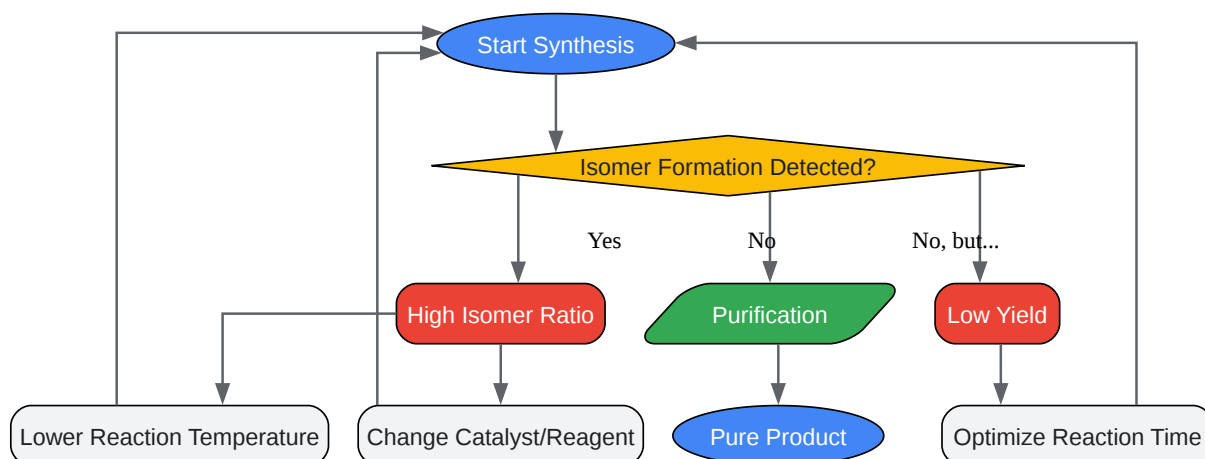 Start Synthesis
Isomer Formation Detected?
Yes
No
No, but...
High Isomer Ratio
Purification
Low Yield
Lower Reaction Temperature
Change Catalyst/Reagent
Pure Product
Optimize Reaction Time